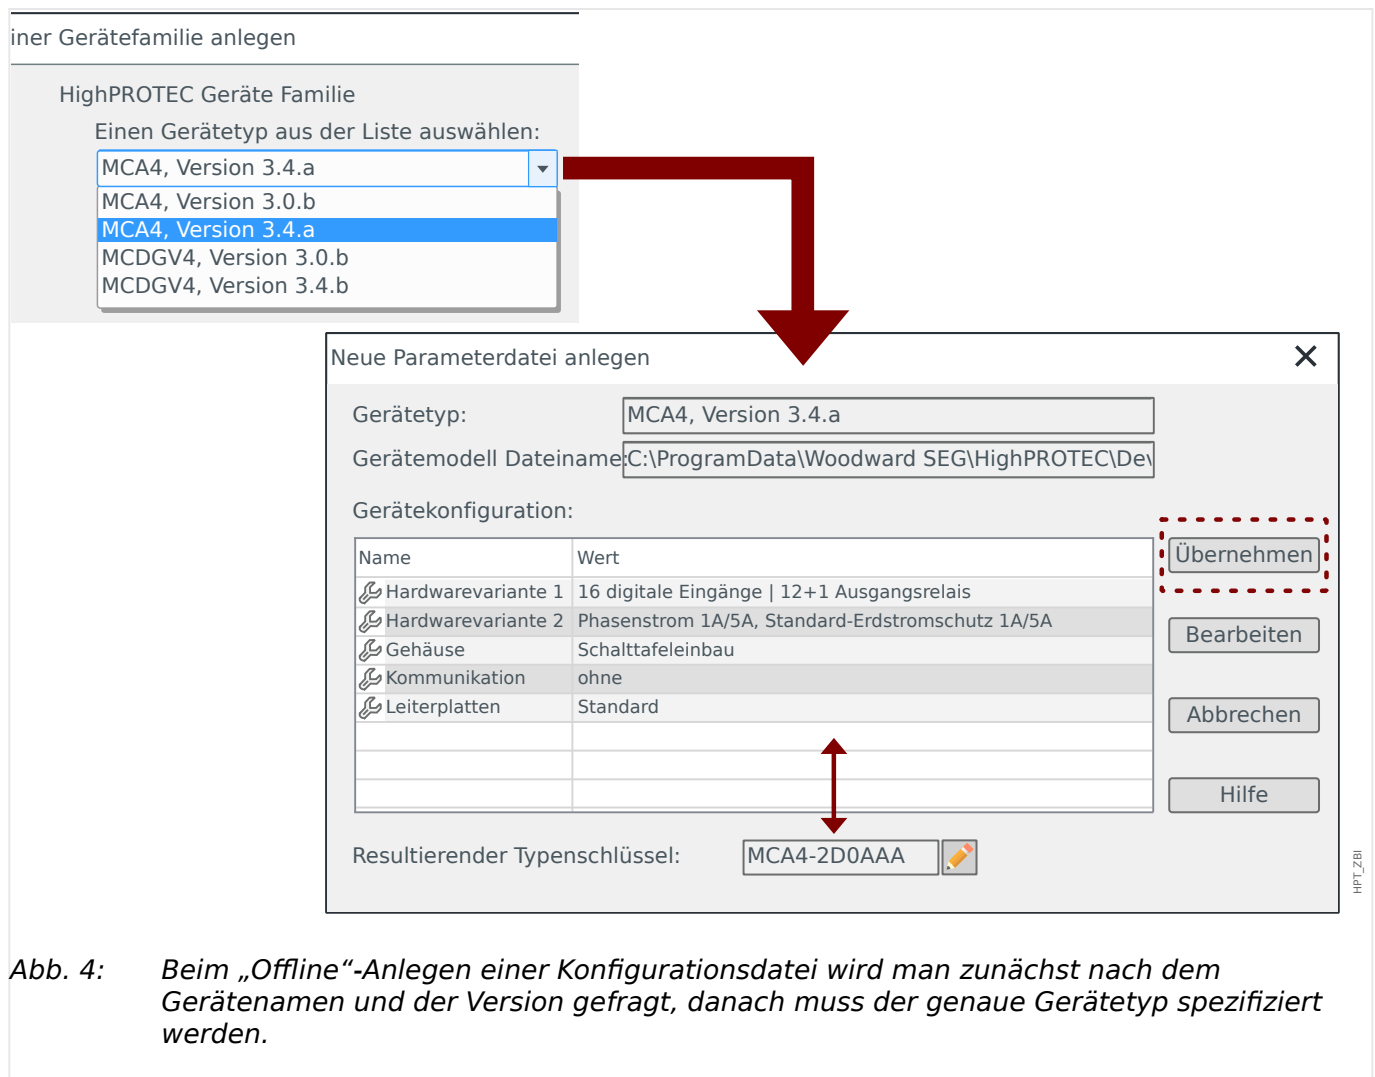 iner Gerätefamilie anlegen
HighPROTEC Geräte Familie
Einen Gerätetyp aus der Liste auswählen:
MCA4, Version 3.4.a
MCA4, Version 3.0.b
MCA4, Version 3.4.a
MCDGV4, Version 3.0.b
MCDGV4, Version 3.4.b
Neue Parameterdatei anlegen
Gerätetyp: MCA4, Version 3.4.a
Gerätemodell Dateiname: C:\ProgramData\Woodward SEG\HighPROTEC\Dev
Gerätekonfiguration:
Name Wert
Hardwarevariante 1 16 digitale Eingänge | 12+1 Ausgangsrelais
Hardwarevariante 2 Phasenstrom 1A/5A, Standard-Erdstromschutz 1A/5A
Gehäuse Schalttafeleinbau
Kommunikation ohne
Leiterplatten Standard
Übernehmen
Bearbeiten
Abbrechen
Hilfe
Resultierender Typenschlüssel: MCA4-2D0AAA
HPT_ZBI
Abb. 4: Beim „Offline“-Anlegen einer Konfigurationsdatei wird man zunächst nach dem
Gerätenamen und der Version gefragt, danach muss der genaue Gerätetyp spezifiziert
werden.